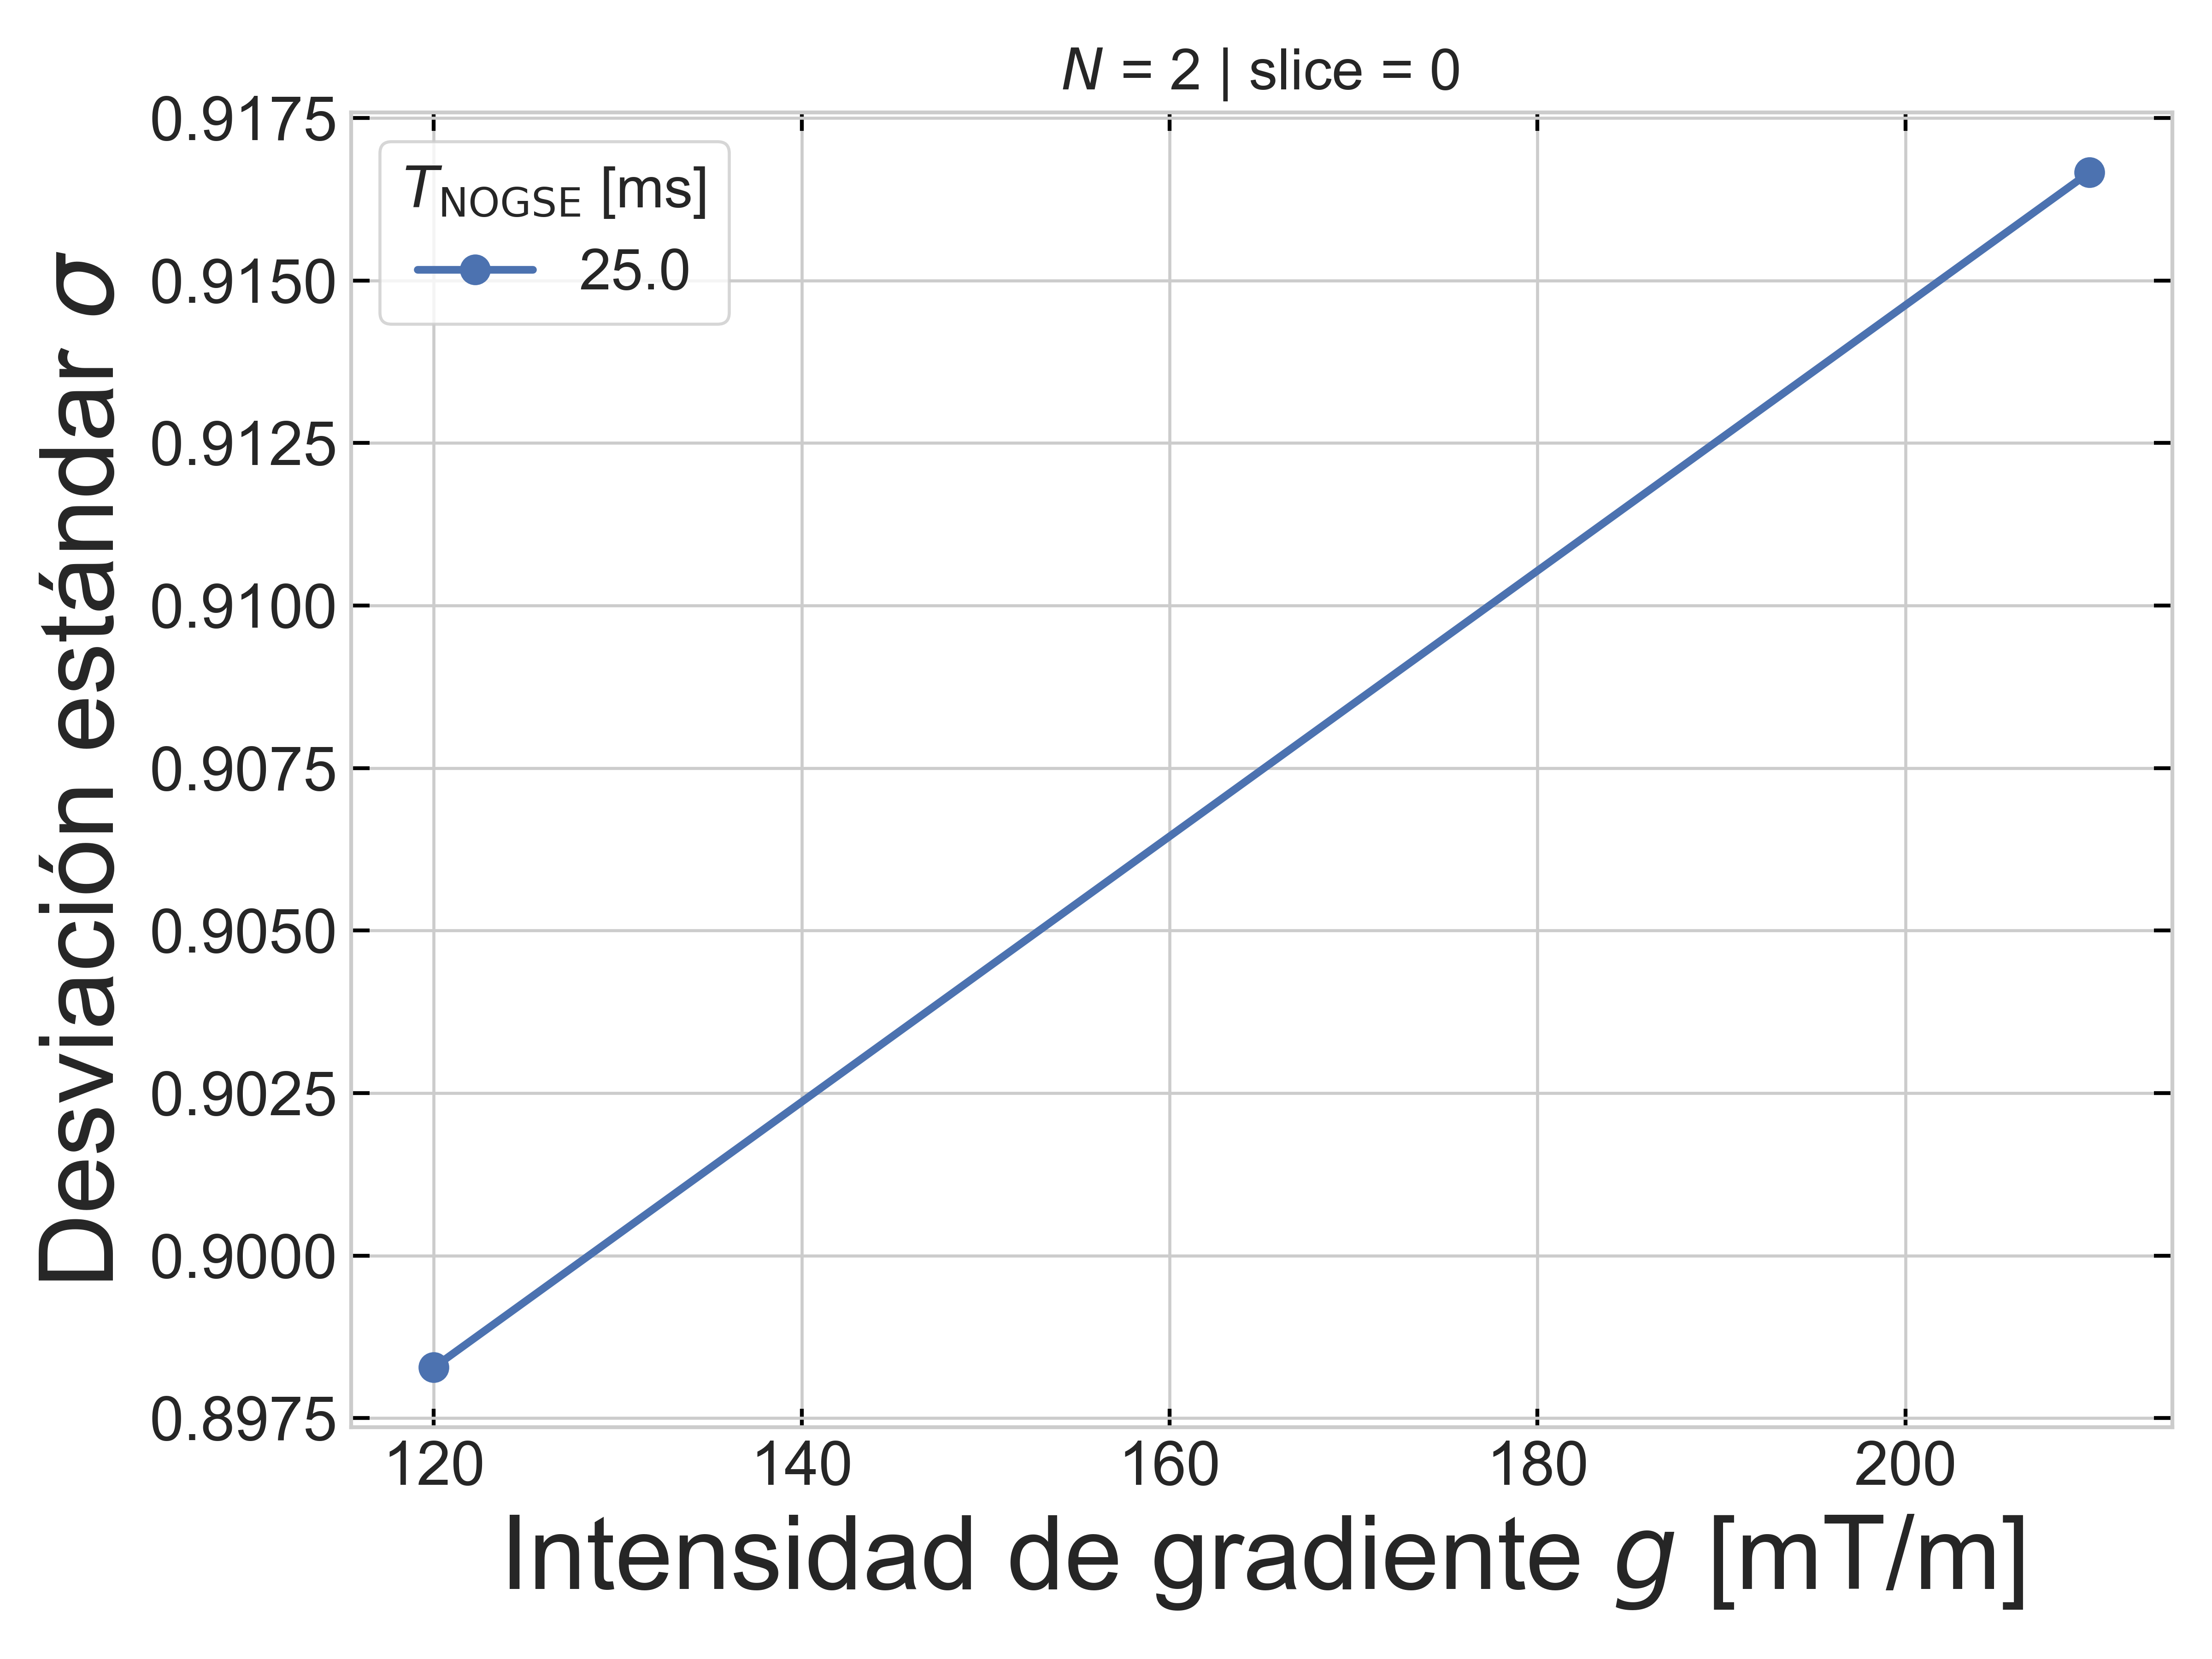 N = 2 | slice = 0
0.9175
0.9150
0.9125
0.9100
0.9075
0.9050
0.9025
0.9000
0.8975
T_NOGSE [ms]
25.0
Desviación estándar σ
120 140 160 180 200
Intensidad de gradiente g [mT/m]